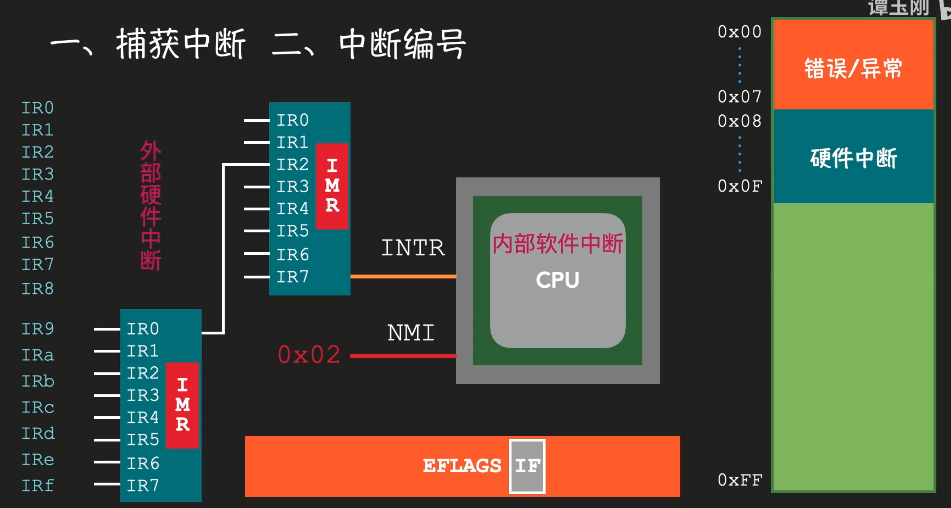 谭玉刚
一、捕获中断 二、中断编号
IR0
IR1
IR2
IR3
IR4
IR5
IR6
IR7
IR8
IR9
IRa
IRb
IRc
IRd
IRe
IRf
外部硬件中断
IR0
IR1
IR2
IR3
IR4
IR5
IR6
IR7
IMR
IR0
IR1
IR2
IR3
IR4
IR5
IR6
IR7
IMR
INTR
NMI
0x02
内部软件中断
CPU
EFLAGS IF
0x00
0x07
0x08
0x0F
0xFF
错误/异常
硬件中断